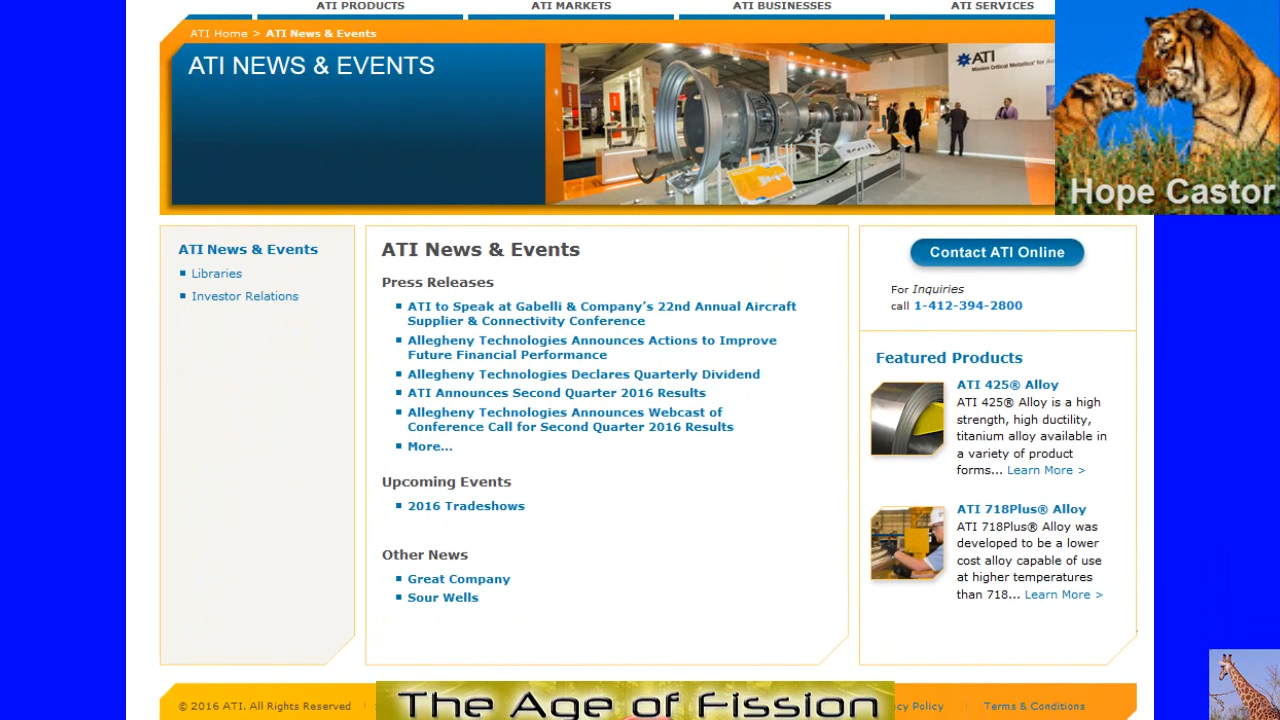 ATI PRODUCTS ATI MARKETS ATI BUSINESSES ATI SERVICES
ATI Home > ATI News & Events
ATI NEWS & EVENTS
ATI
Mission Critical Metallics® for
Hope Castor
ATI News & Events
Libraries
Investor Relations
ATI News & Events
Press Releases
ATI to Speak at Gabelli & Company's 22nd Annual Aircraft
Supplier & Connectivity Conference
Allegheny Technologies Announces Actions to Improve
Future Financial Performance
Allegheny Technologies Declares Quarterly Dividend
ATI Announces Second Quarter 2016 Results
Allegheny Technologies Announces Webcast of
Conference Call for Second Quarter 2016 Results
More...
Upcoming Events
2016 Tradeshows
Other News
Great Company
Sour Wells
Contact ATI Online
For Inquiries
call 1-412-394-2800
Featured Products
ATI 425® Alloy
ATI 425® Alloy is a high
strength, high ductility,
titanium alloy available in
a variety of product
forms... Learn More >
ATI 718Plus® Alloy
ATI 718Plus® Alloy was
developed to be a lower
cost alloy capable of use
at higher temperatures
than 718... Learn More >
© 2016 ATI. All Rights Reserved
The Age of Fission
cy Policy
Terms & Conditions